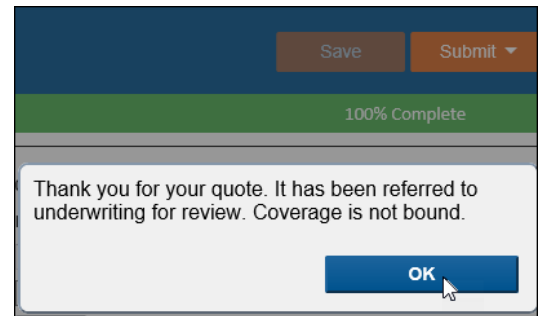 Save Submit
100% Complete
Thank you for your quote. It has been referred to
underwriting for review. Coverage is not bound.
OK